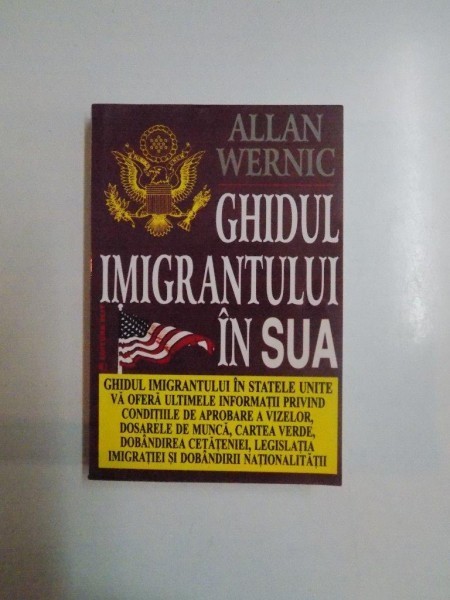 ALLAN
WERNIC
GHIDUL
IMIGRANTULUI
ÎN SUA
GHIDUL IMIGRANTULUI ÎN STATELE UNITE
VĂ OFERĂ ULTIMELE INFORMAȚII PRIVIND
CONDIȚIILE DE APROBARE A VIZELOR,
DOSARELE DE MUNCĂ, CARTEA VERDE,
DOBÂNDIREA CETĂȚENIEI, LEGISLAȚIA
IMIGRAȚIEI ȘI DOBÂNDIRII NAȚIONALITĂȚII